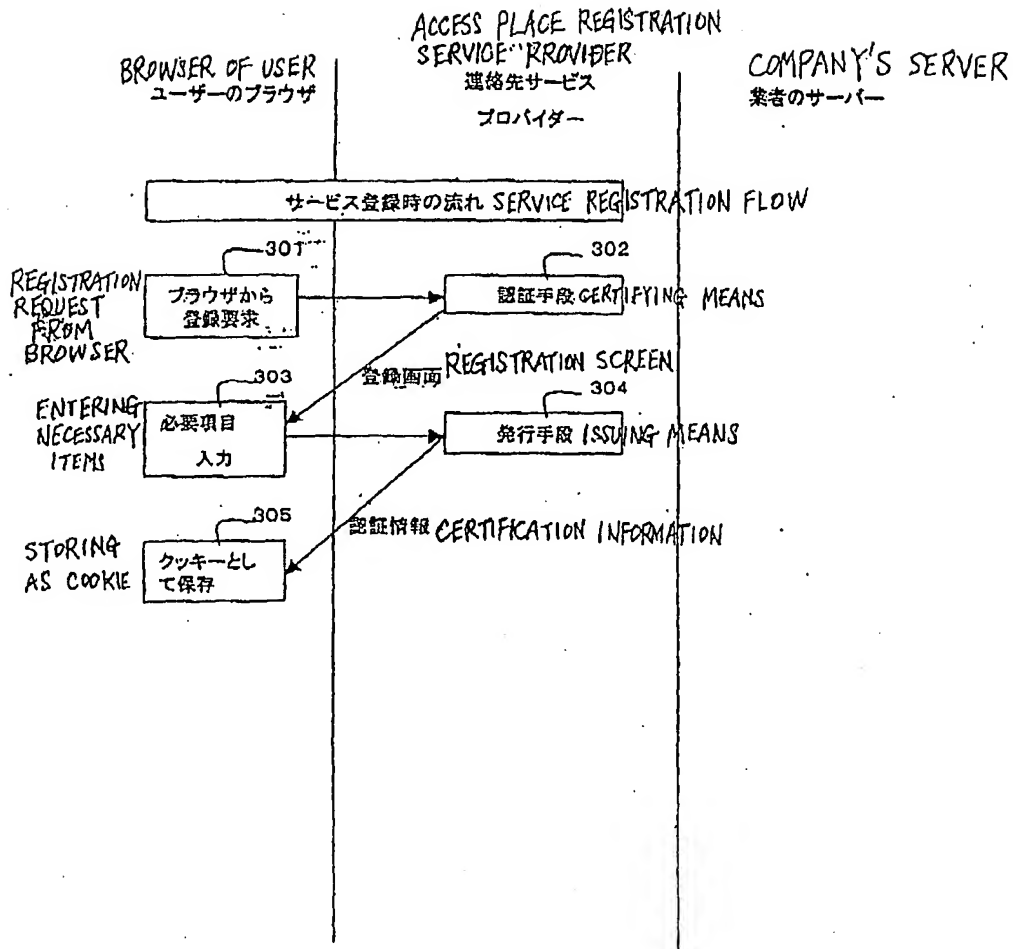 ACCESS PLACE REGISTRATION
SERVICE RROVIDER
連絡先サービス
プロバイダー
BROWSER OF USER
ユーザーのブラウザ
COMPANY'S SERVER
業者のサーバー
サービス登録時の流れ SERVICE REGISTRATION FLOW
301
302
REGISTRATION
REQUEST
FROM
BROWSER
ブラウザから
登録要求
認証手段 CERTIFYING MEANS
登録画面 REGISTRATION SCREEN
303
304
ENTERING
NECESSARY
ITEMS
必要項目
入力
発行手段 ISSUING MEANS
305
認証情報 CERTIFICATION INFORMATION
STORING
AS COOKIE
クッキーとし
て保存